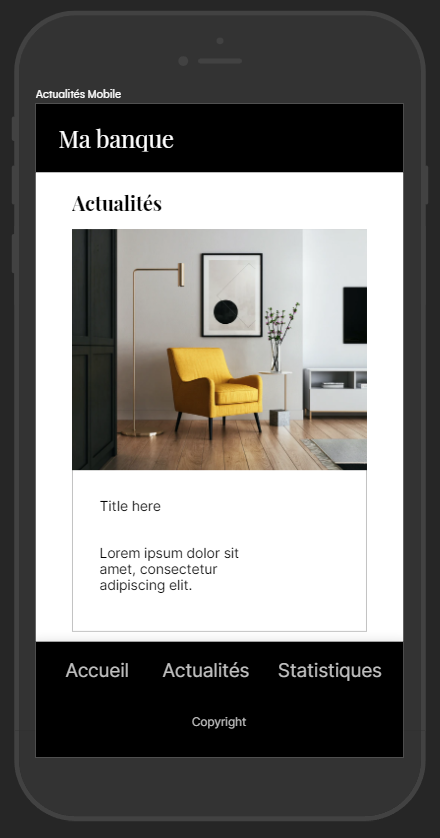 Actualités Mobile
Ma banque
Actualités
Title here
Lorem ipsum dolor sit
amet, consectetur
adipiscing elit.
Accueil Actualités Statistiques
Copyright